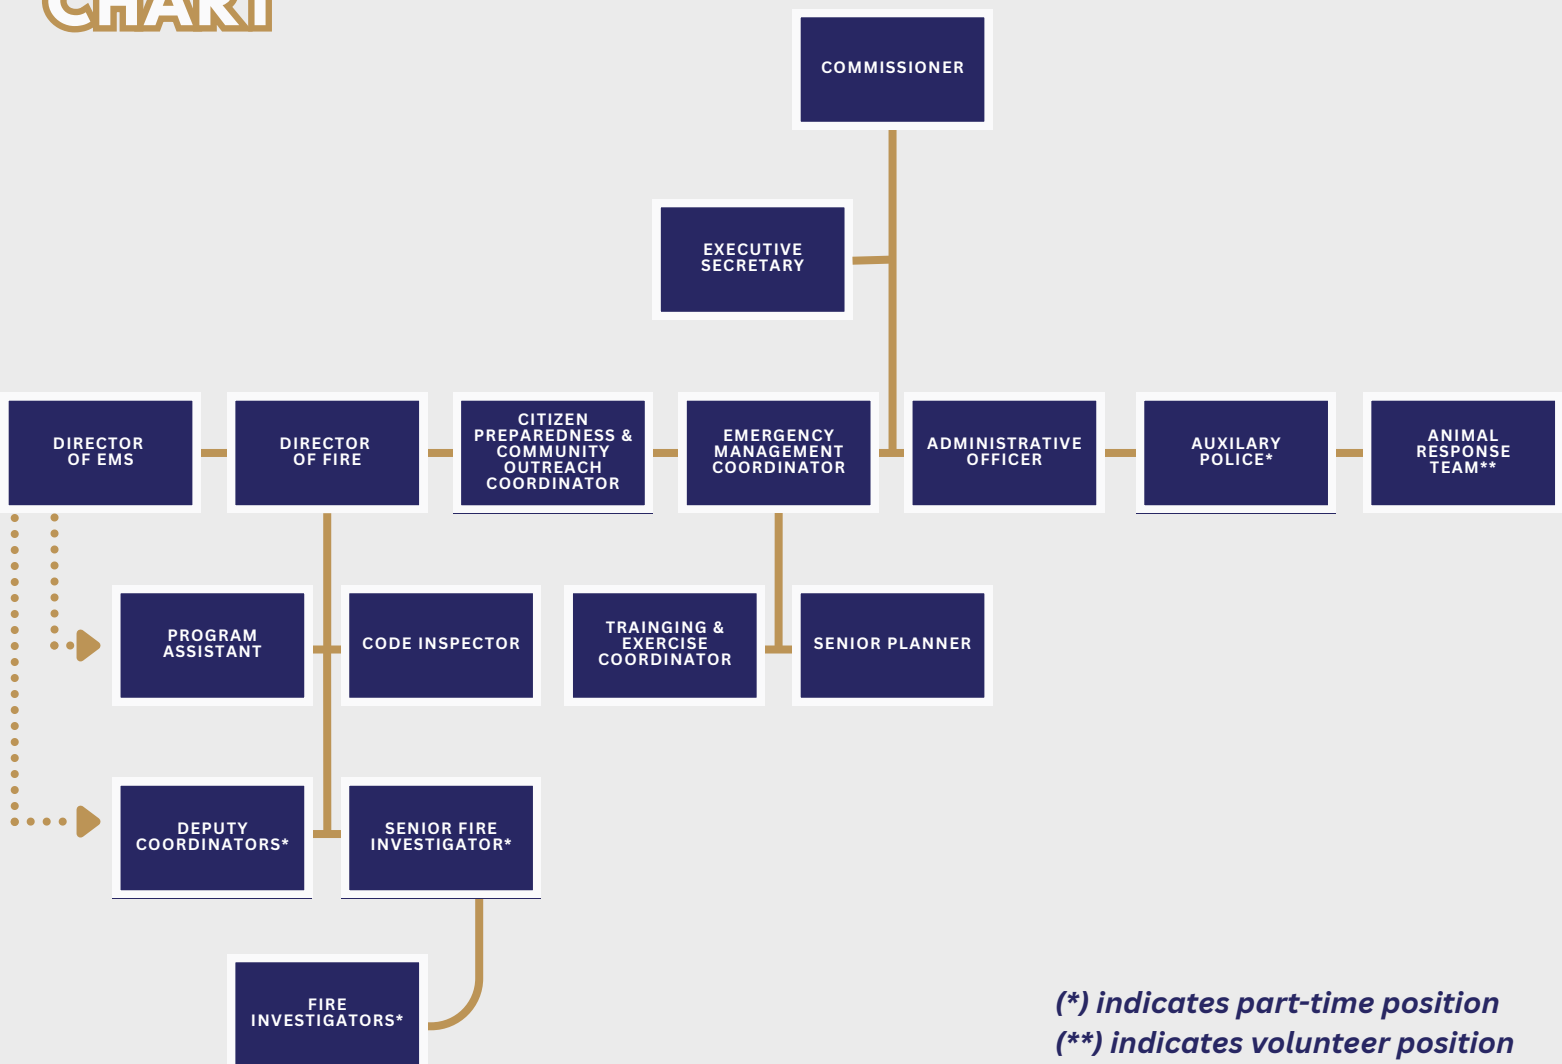 CHART
COMMISSIONER
EXECUTIVE
SECRETARY
DIRECTOR
OF EMS
DIRECTOR
OF FIRE
CITIZEN
PREPAREDNESS &
COMMUNITY
OUTREACH
COORDINATOR
EMERGENCY
MANAGEMENT
COORDINATOR
ADMINISTRATIVE
OFFICER
AUXILARY
POLICE*
ANIMAL
RESPONSE
TEAM**
PROGRAM
ASSISTANT
CODE INSPECTOR
TRAINGING &
EXERCISE
COORDINATOR
SENIOR PLANNER
DEPUTY
COORDINATORS*
SENIOR FIRE
INVESTIGATOR*
FIRE
INVESTIGATORS*
(*) indicates part-time position
(**) indicates volunteer position